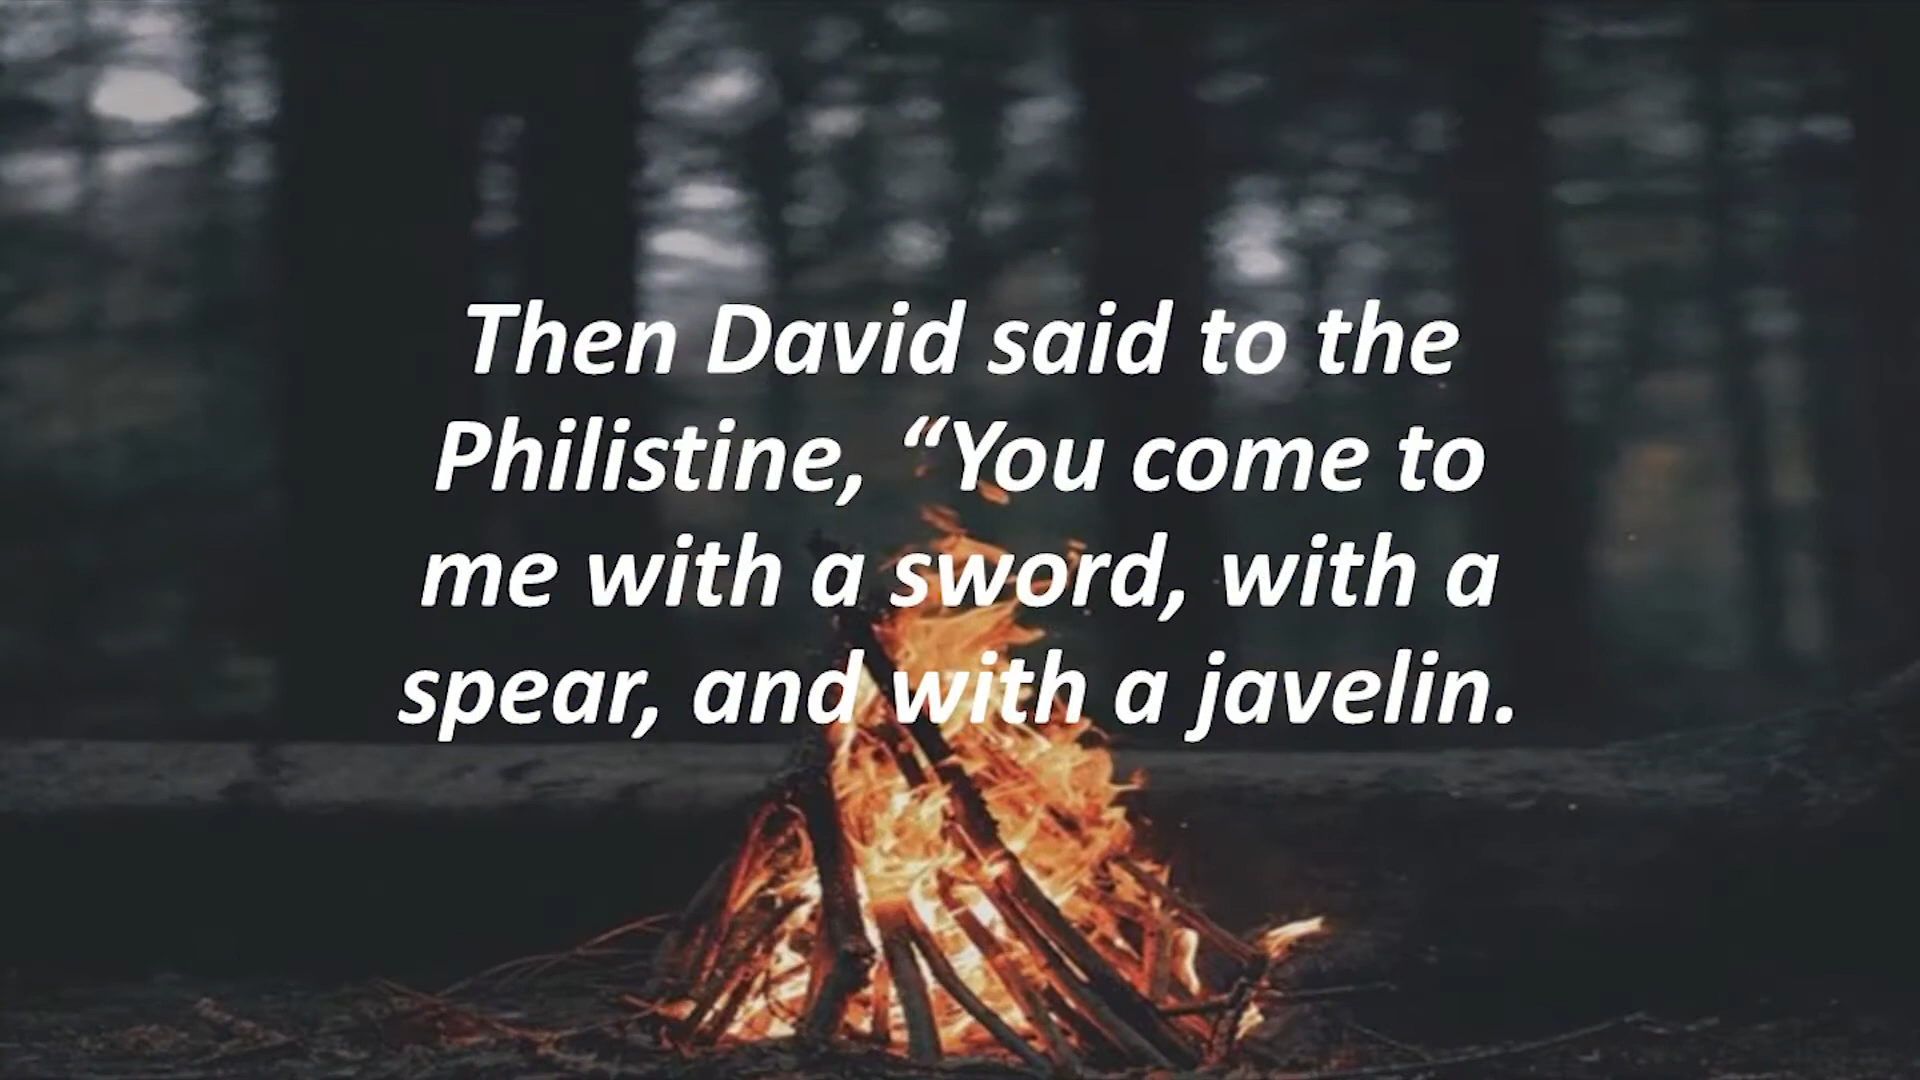 Then David said to the
Philistine, “You come to
me with a sword, with a
spear, and with a javelin.